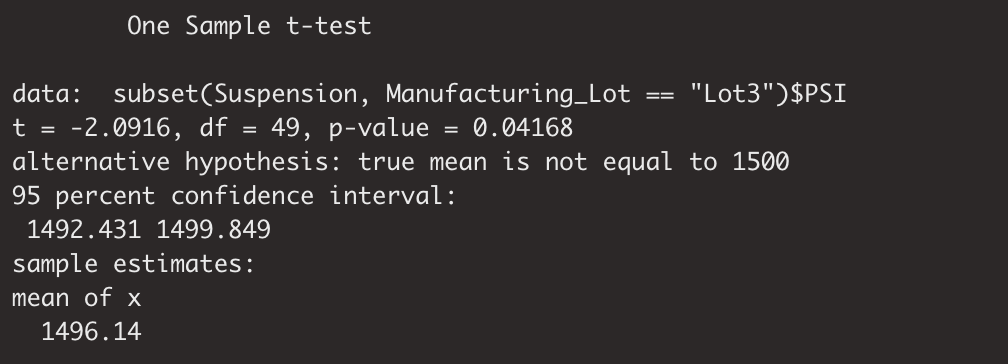 One Sample t-test
data:  subset(Suspension, Manufacturing_Lot == "Lot3")$PSI
t = -2.0916, df = 49, p-value = 0.04168
alternative hypothesis: true mean is not equal to 1500
95 percent confidence interval:
1492.431 1499.849
sample estimates:
mean of x
1496.14